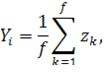 Y_i = \frac{1}{f} \sum_{k=1}^{f} z_k,